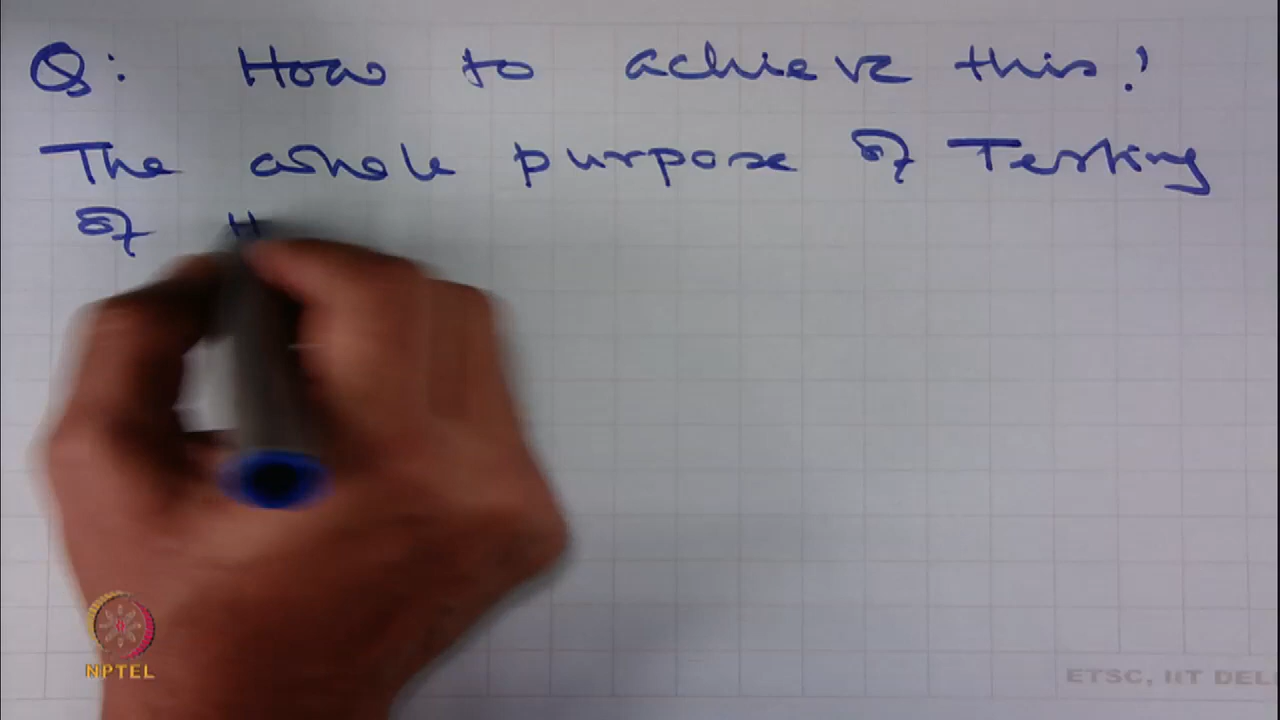 Q: How to achieve this?
The whole purpose of Testing
of H
NPTEL
ETSC, IIT DEL